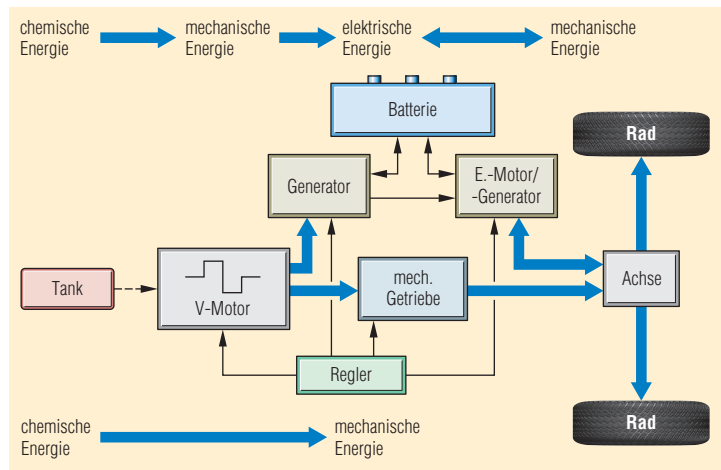 chemische
Energie
mechanische
Energie
elektrische
Energie
mechanische
Energie
Batterie
Rad
Generator
E.-Motor/
-Generator
Tank
V-Motor
mech.
Getriebe
Achse
Regler
Rad
chemische
Energie
mechanische
Energie